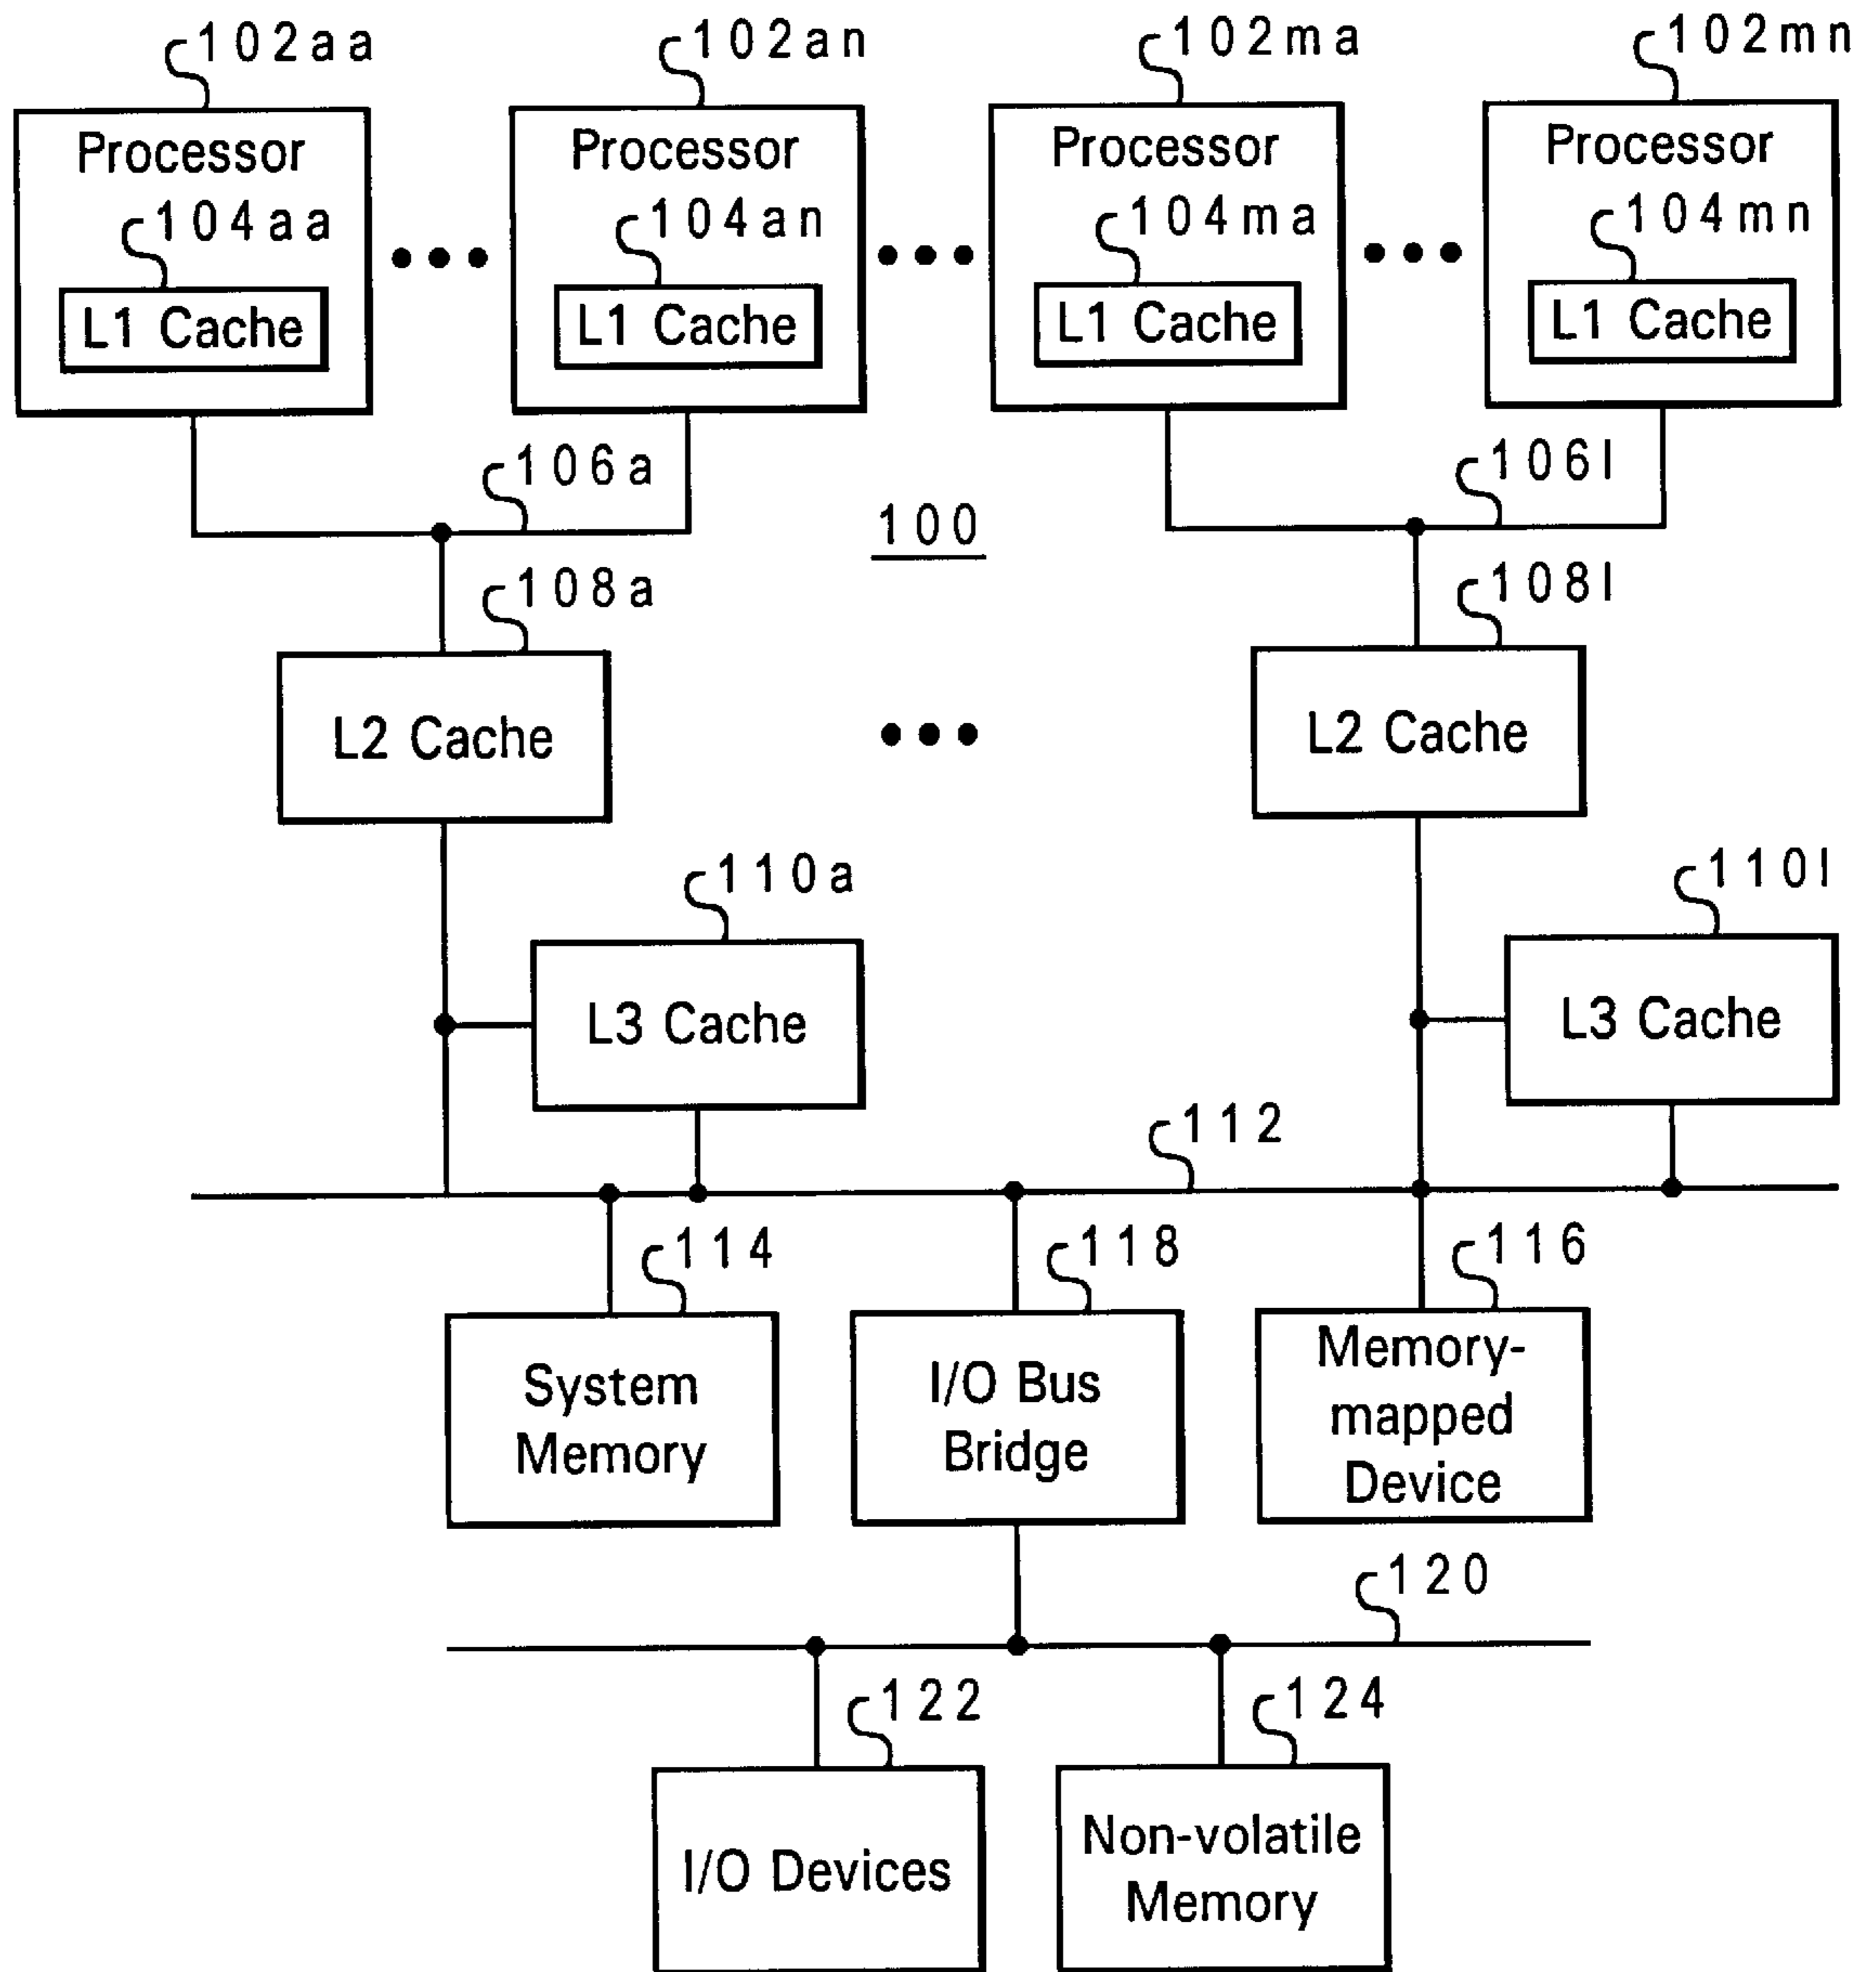 102aa
102an
102ma
102mn
Processor
Processor
Processor
Processor
104aa
104an
104ma
104mn
L1 Cache
L1 Cache
L1 Cache
L1 Cache
106a
106l
100
108a
108l
L2 Cache
L2 Cache
110a
110l
L3 Cache
L3 Cache
112
114
118
116
System
Memory
I/O Bus
Bridge
Memory-
mapped
Device
120
122
124
I/O Devices
Non-volatile
Memory